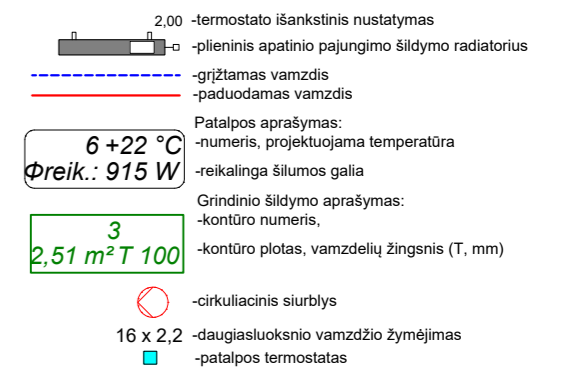 2,00 -termostato išankstinis nustatymas
-plieninis apatinio pajungimo šildymo radiatorius
-grįžtamas vamzdis
-paduodamas vamzdis
Patalpos aprašymas:
6 +22 °C -numeris, projektuojama temperatūra
Φreik.: 915 W -reikalinga šilumos galia
Grindinio šildymo aprašymas:
3 -kontūro numeris,
2,51 m² T 100 -kontūro plotas, vamzdelių žingsnis (T, mm)
-cirkuliacinis siurblys
16 x 2,2 -daugiasluoksnio vamzdžio žymėjimas
-patalpos termostatas